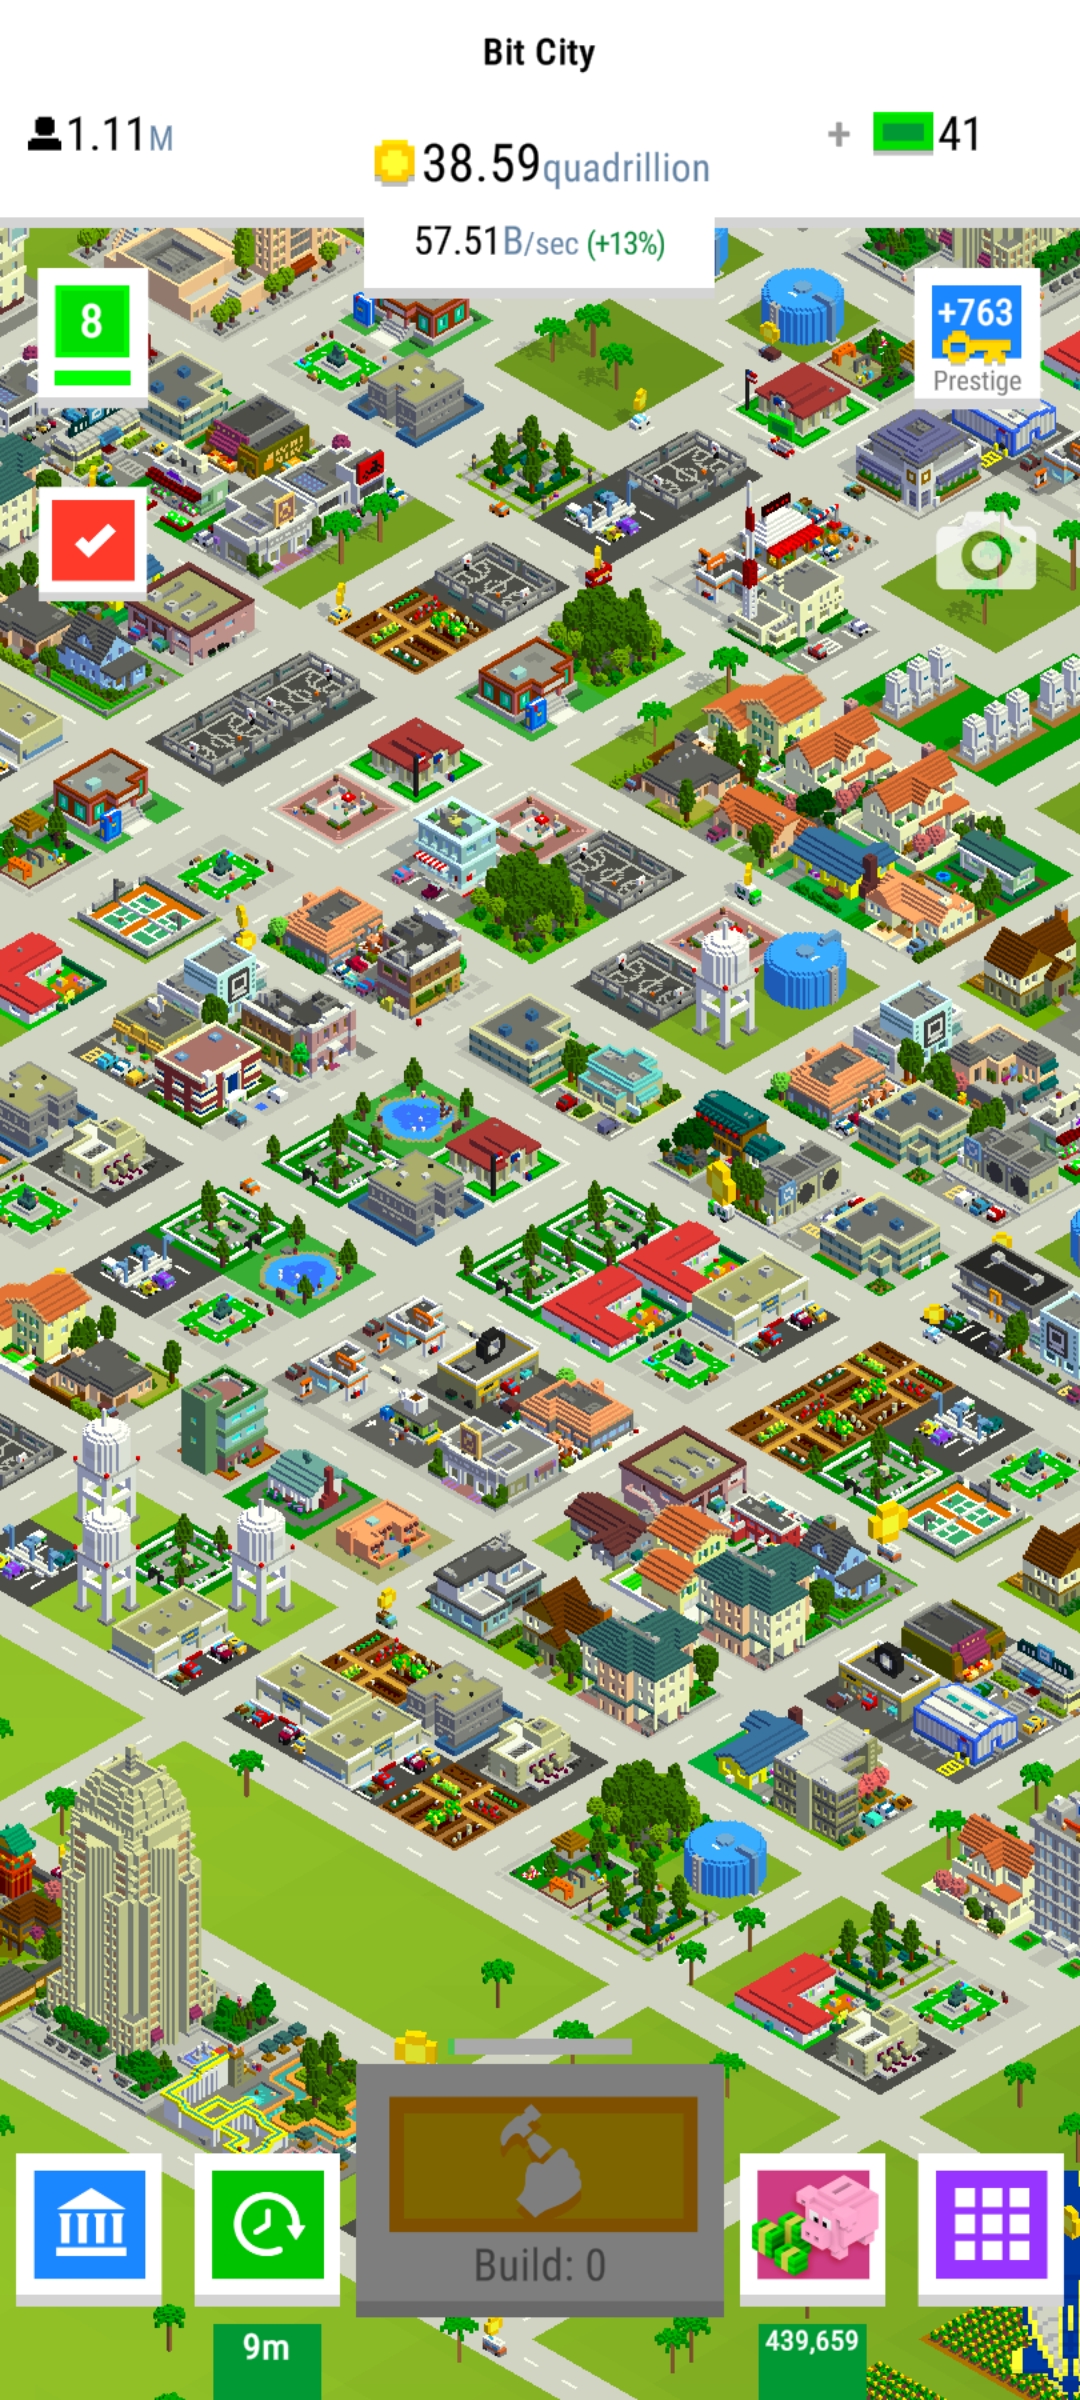 Bit City
1.11M
38.59quadrillion
+ 41
57.51B/sec (+13%)
8
+763
Prestige
Build: 0
9m
439,659